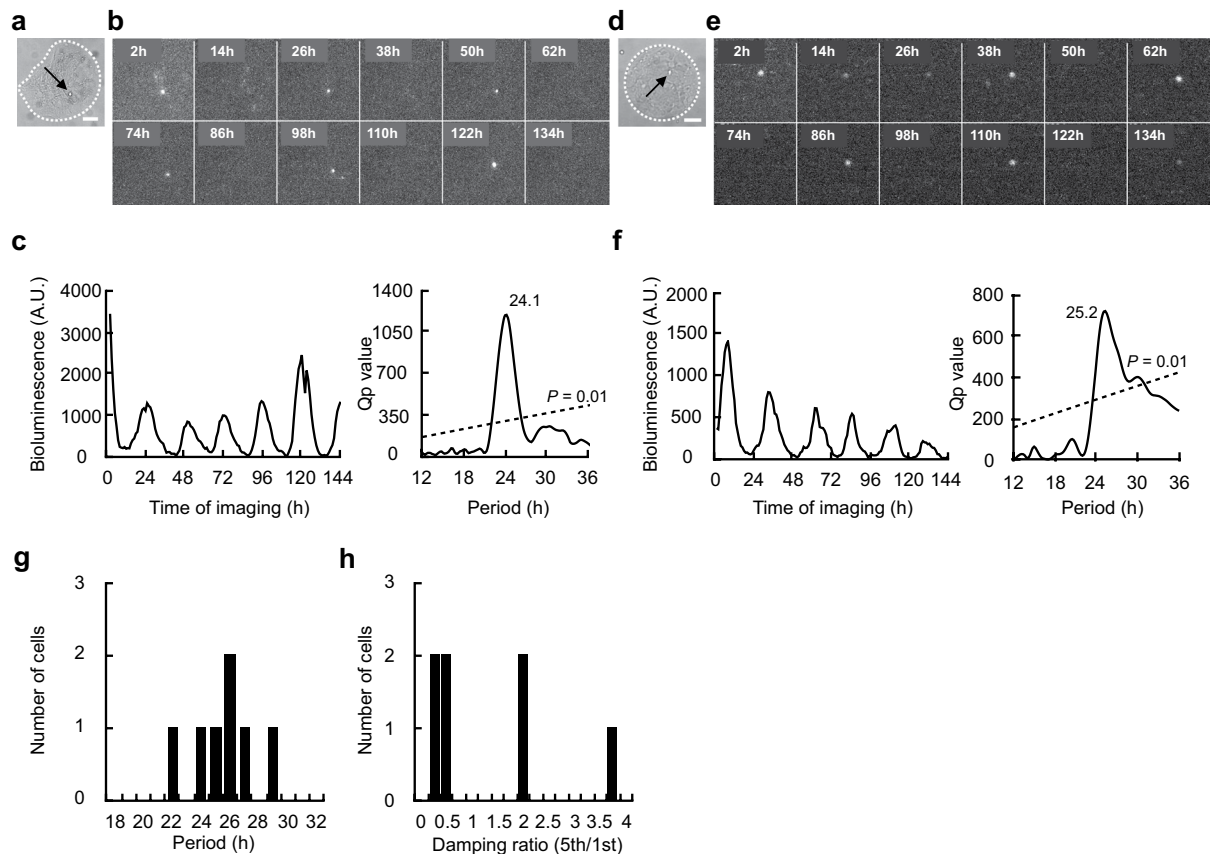 a b d e
2h 14h 26h 38h 50h 62h
74h 86h 98h 110h 122h 134h
2h 14h 26h 38h 50h 62h
74h 86h 98h 110h 122h 134h
c
Bioluminescence (A.U.)
4000
3000
2000
1000
0
0 24 48 72 96 120 144
Time of imaging (h)
Qp value
1400
1050
700
350
0
24.1
P = 0.01
12 18 24 30 36
Period (h)
f
Bioluminescence (A.U.)
2000
1500
1000
500
0
0 24 48 72 96 120 144
Time of imaging (h)
Qp value
800
600
400
200
0
25.2
P = 0.01
12 18 24 30 36
Period (h)
g
Number of cells
3
2
1
0
18 20 22 24 26 28 30 32
Period (h)
h
Number of cells
3
2
1
0
0 0.5 1 1.5 2 2.5 3 3.5 4
Damping ratio (5th/1st)